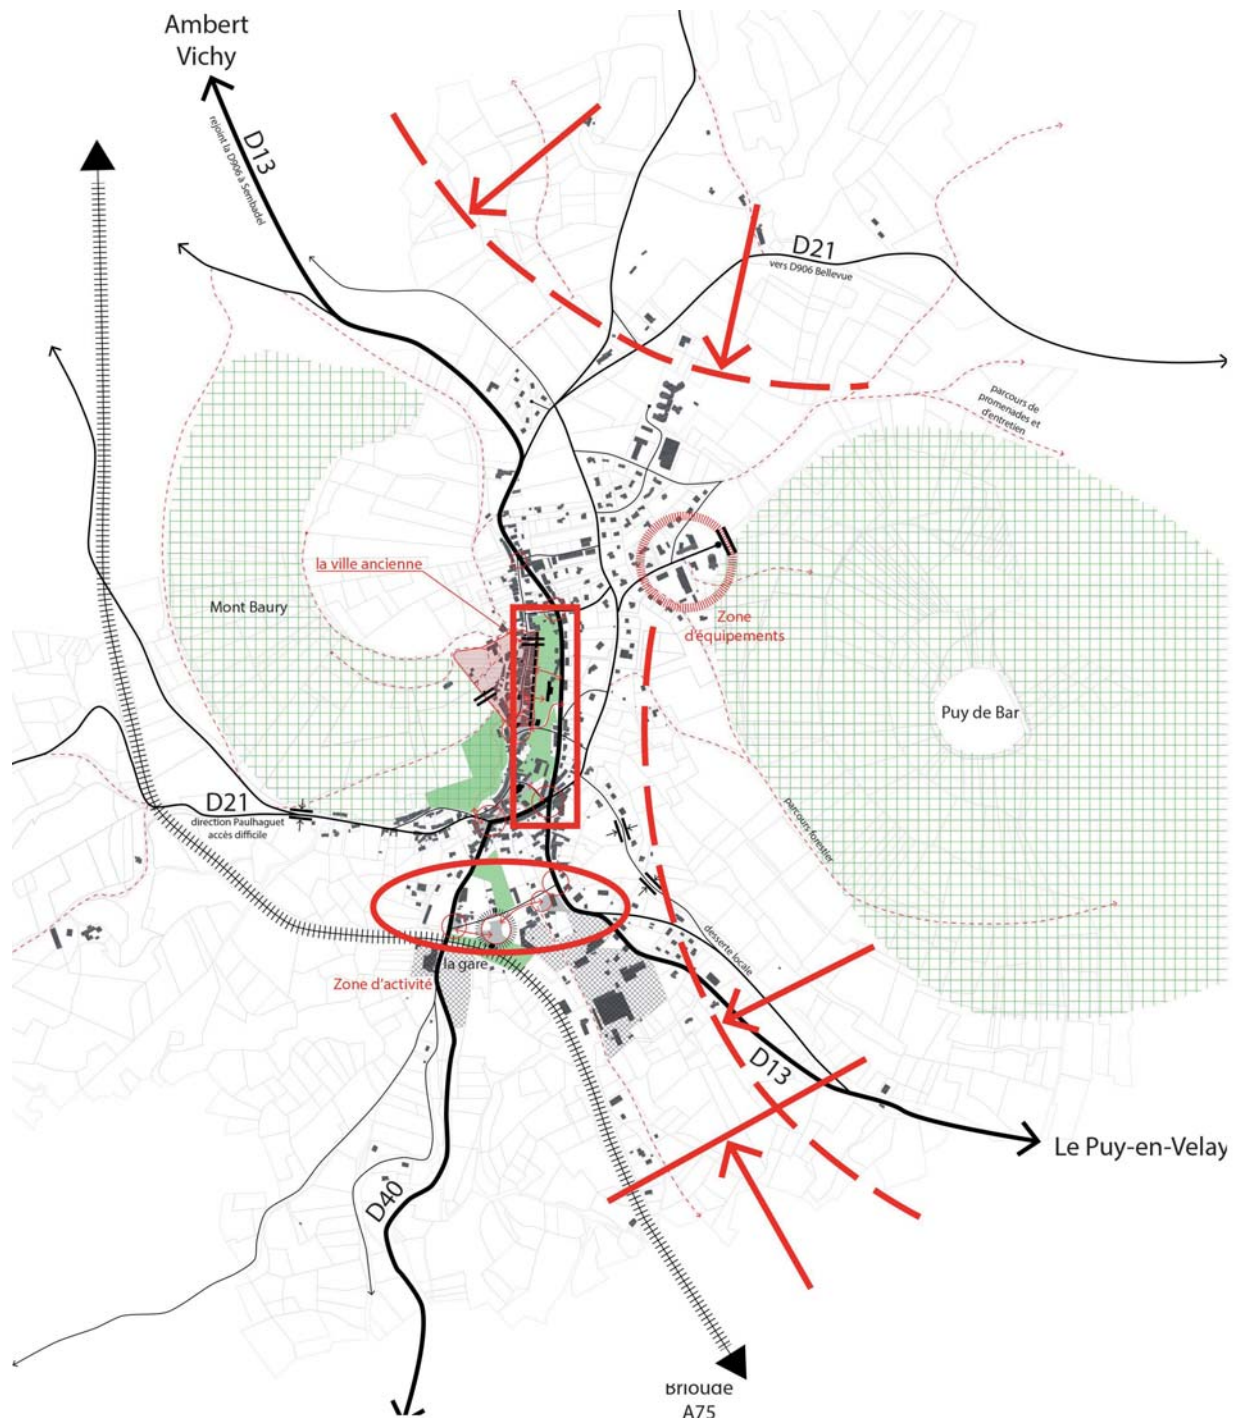 Ambert
Vichy
D13
rejoint la D906 à Sembadel
D21
vers D906 Bellevue
parcours de
promenades et
d'entretien
la ville ancienne
Mont Baury
Zone
d'équipements
Puy de Bar
D21
direction Paulhaguet
accès difficile
parcours forestier
desserte locale
la gare
Zone d'activité
D13
Le Puy-en-Velay
D40
Brioude
A75